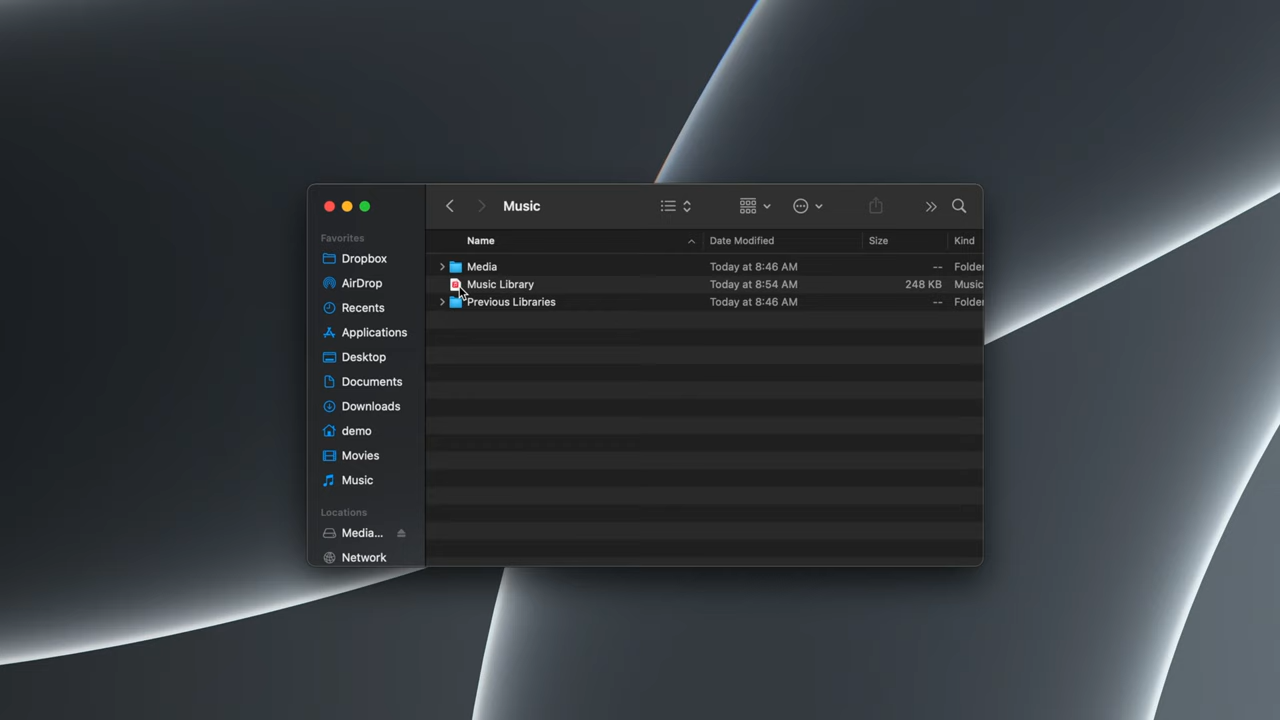 Music
Name
Date Modified
Size
Kind
Media
Today at 8:46 AM
--
Folde
Music Library
Today at 8:54 AM
248 KB
Music
Previous Libraries
Today at 8:46 AM
--
Folde
Favorites
Dropbox
AirDrop
Recents
Applications
Desktop
Documents
Downloads
demo
Movies
Music
Locations
Media...
Network